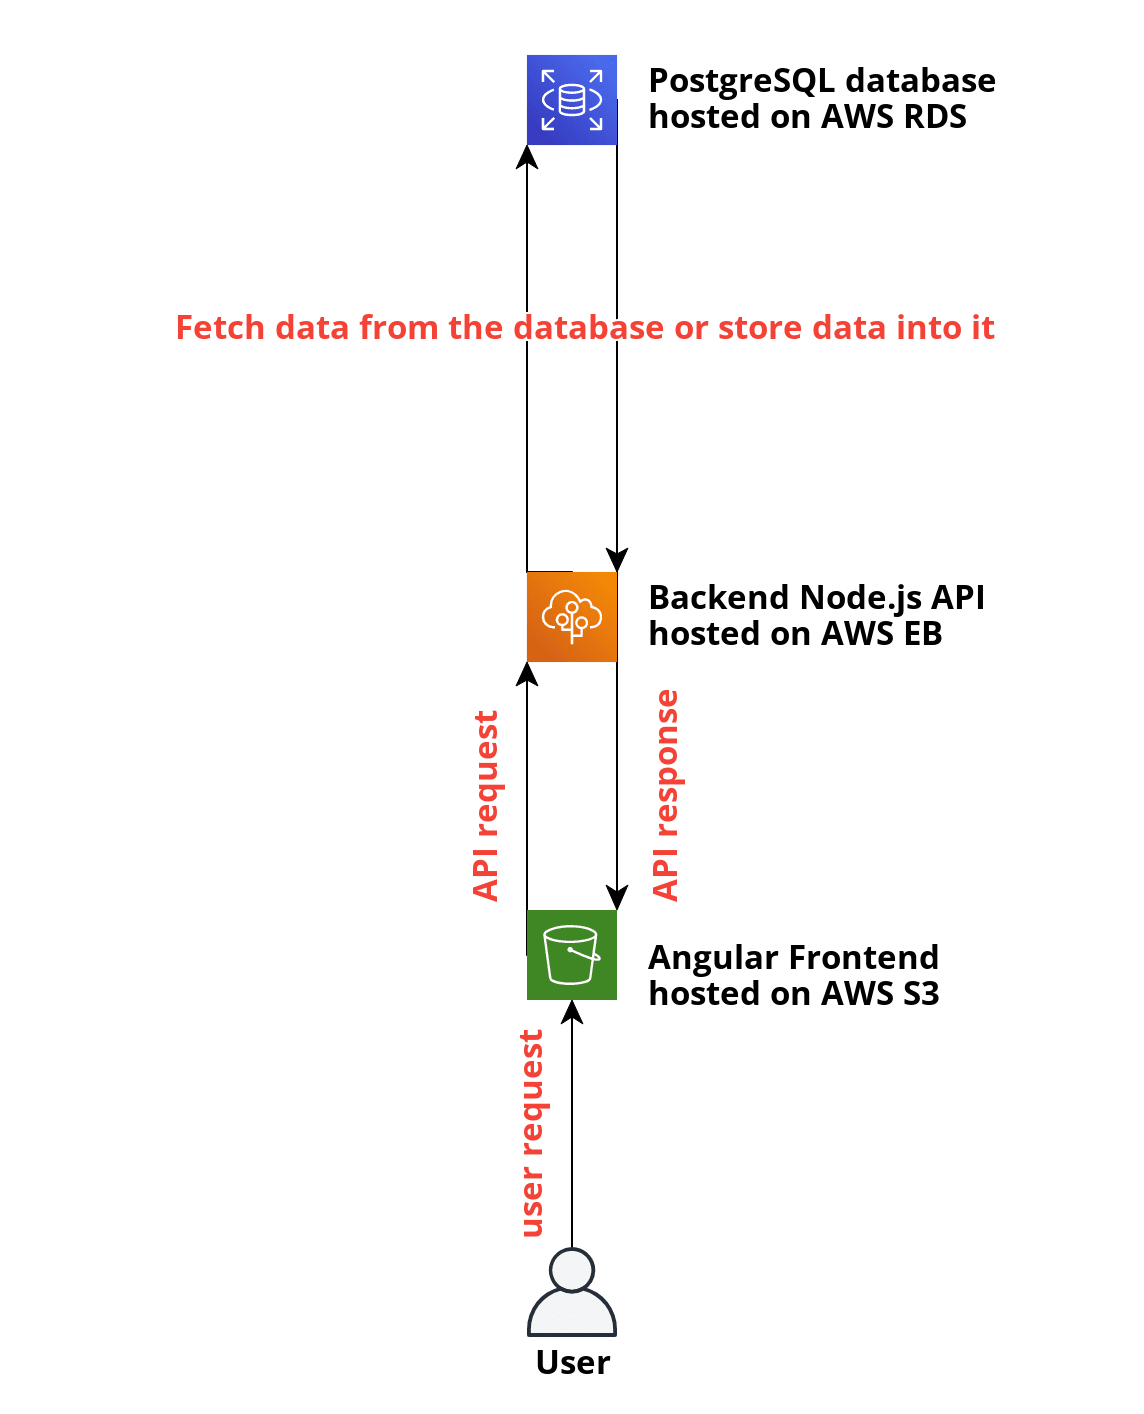 PostgreSQL database
hosted on AWS RDS
Fetch data from the database or store data into it
Backend Node.js API
hosted on AWS EB
API request
API response
Angular Frontend
hosted on AWS S3
user request
User